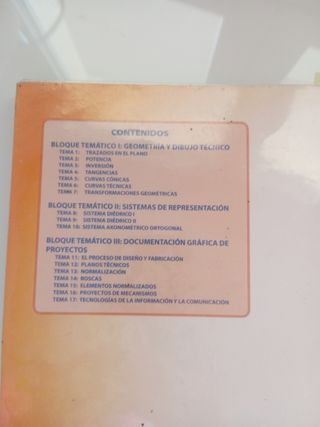 CONTENIDOS
BLOQUE TEMÁTICO I: GEOMETRÍA Y DIBUJO TÉCNICO
TEMA 1: TRAZADOS EN EL PLANO
TEMA 2: POTENCIA
TEMA 3: INVERSIÓN
TEMA 4: TANGENCIAS
TEMA 5: CURVAS CÓNICAS
TEMA 6: CURVAS TÉCNICAS
TEMA 7: TRANSFORMACIONES GEOMÉTRICAS
BLOQUE TEMÁTICO II: SISTEMAS DE REPRESENTACIÓN
TEMA 8: SISTEMA DIÉDRICO I
TEMA 9: SISTEMA DIÉDRICO II
TEMA 10: SISTEMA AXONOMÉTRICO ORTOGONAL
BLOQUE TEMÁTICO III: DOCUMENTACIÓN GRÁFICA DE
PROYECTOS
TEMA 11: EL PROCESO DE DISEÑO Y FABRICACIÓN
TEMA 12: PLANOS TÉCNICOS
TEMA 13: NORMALIZACIÓN
TEMA 14: ROSCAS
TEMA 15: ELEMENTOS NORMALIZADOS
TEMA 16: PROYECTOS DE MECANISMOS
TEMA 17: TECNOLOGÍAS DE LA INFORMACIÓN Y LA COMUNICACIÓN